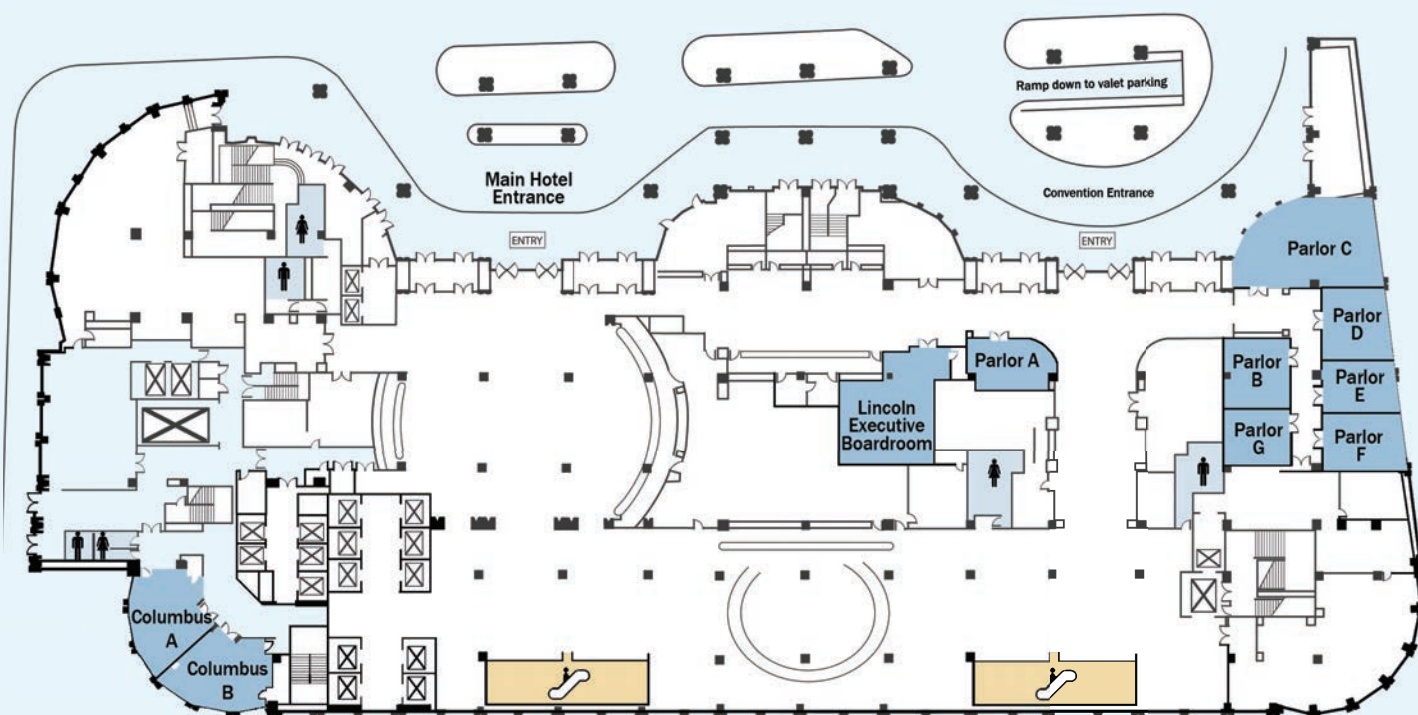 Ramp down to valet parking
Main Hotel
Entrance
Convention Entrance
ENTRY
ENTRY
Parlor C
Parlor
D
Parlor A
Parlor
B
Parlor
E
Lincoln
Executive
Boardroom
Parlor
G
Parlor
F
Columbus
A
Columbus
B